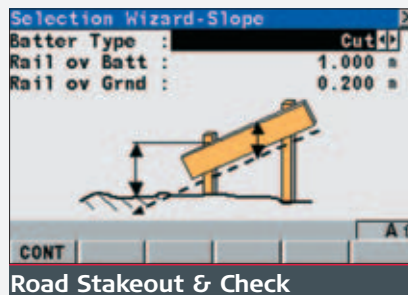 Selection Wizard-Slope
Batter Type : Cut
Rail ov Batt : 1.000 m
Rail ov Grnd : 0.200 m
CONT
Road Stakeout & Check